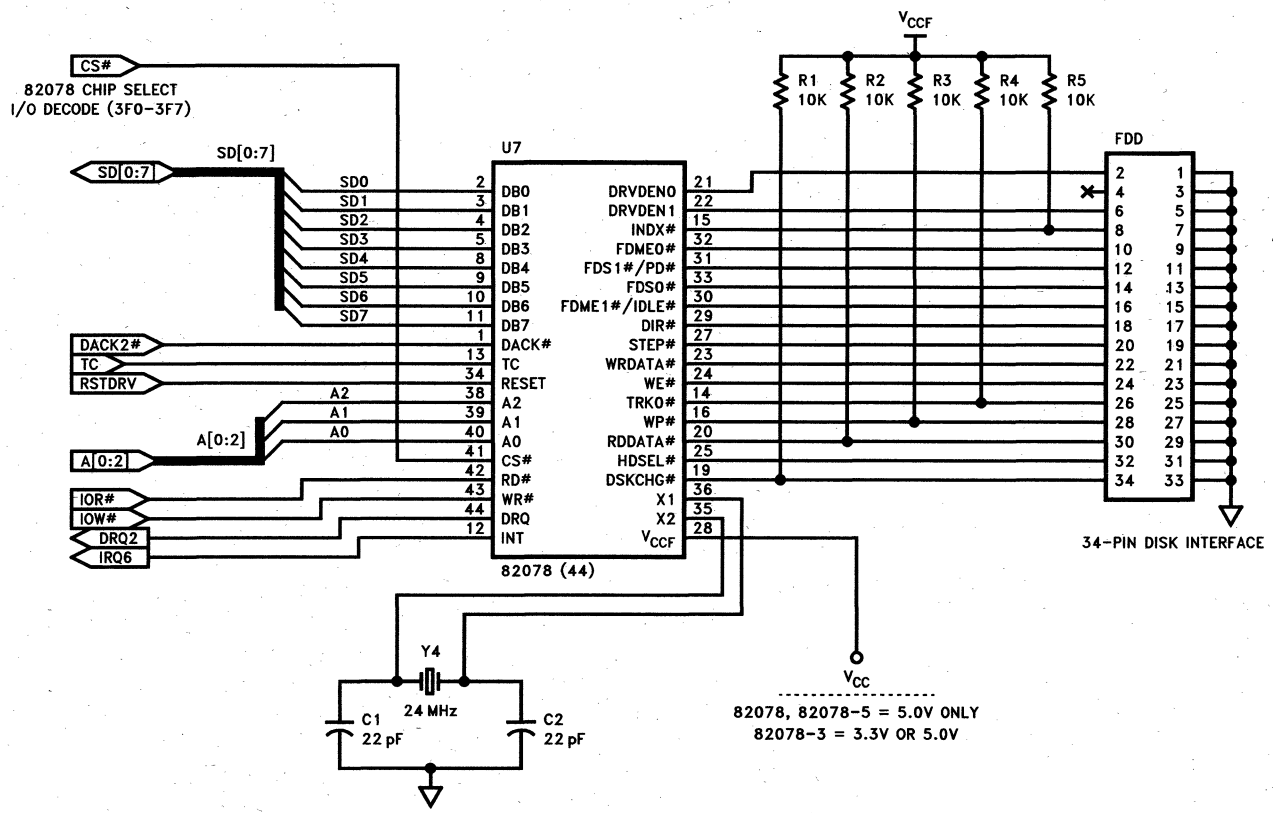 V_CCF
CS#
82078 CHIP SELECT
I/O DECODE (3F0-3F7)
R1
10K
R2
10K
R3
10K
R4
10K
R5
10K
FDD
SD[0:7]
SD[0:7]
U7
SD0 2 DB0
SD1 3 DB1
SD2 4 DB2
SD3 5 DB3
SD4 8 DB4
SD5 9 DB5
SD6 10 DB6
SD7 11 DB7
DACK2# 1 DACK#
TC 13 TC
RSTDRV 34 RESET
A2 38 A2
A1 39 A1
A[0:2] A0 40 A0
A[0:2] 41 CS#
42 RD#
IOR# 43 WR#
IOW# 44 DRQ
DRQ2 12 INT
IRQ6
DRVDEN0 21
DRVDEN1 22
INDX# 15
FDME0# 32
FDS1#/PD# 31
FDS0# 33
FDME1#/IDLE# 30
DIR# 29
STEP# 27
WRDATA# 23
WE# 24
TRK0# 14
WP# 16
RDDATA# 20
HDSEL# 25
DSKCHG# 19
X1 36
X2 35
V_CCF 28
82078 (44)
2 1
4 3
6 5
8 7
10 9
12 11
14 13
16 15
18 17
20 19
22 21
24 23
26 25
28 27
30 29
32 31
34 33
34-PIN DISK INTERFACE
Y4
24 MHz
C1
22 pF
C2
22 pF
V_CC
82078, 82078-5 = 5.0V ONLY
82078-3 = 3.3V OR 5.0V